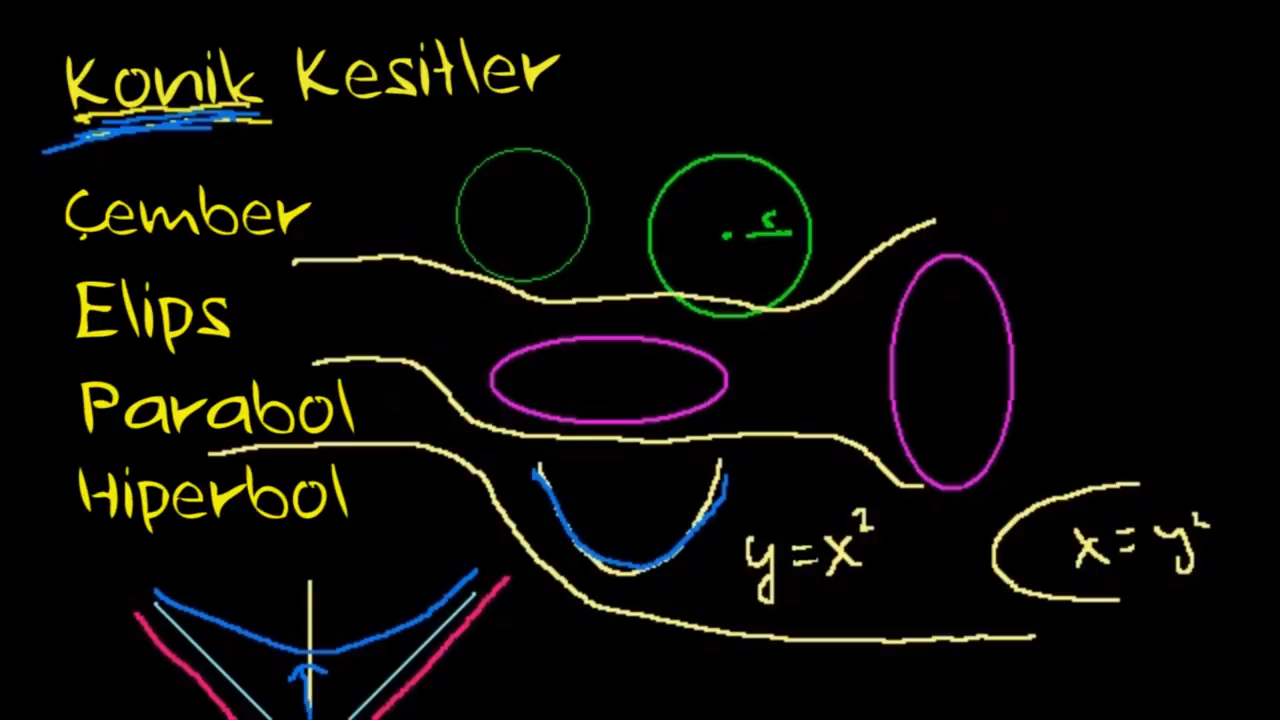 Konik Kesitler
Çember
r
Elips
Parabol
Hiperbol
y = x²
x = y²